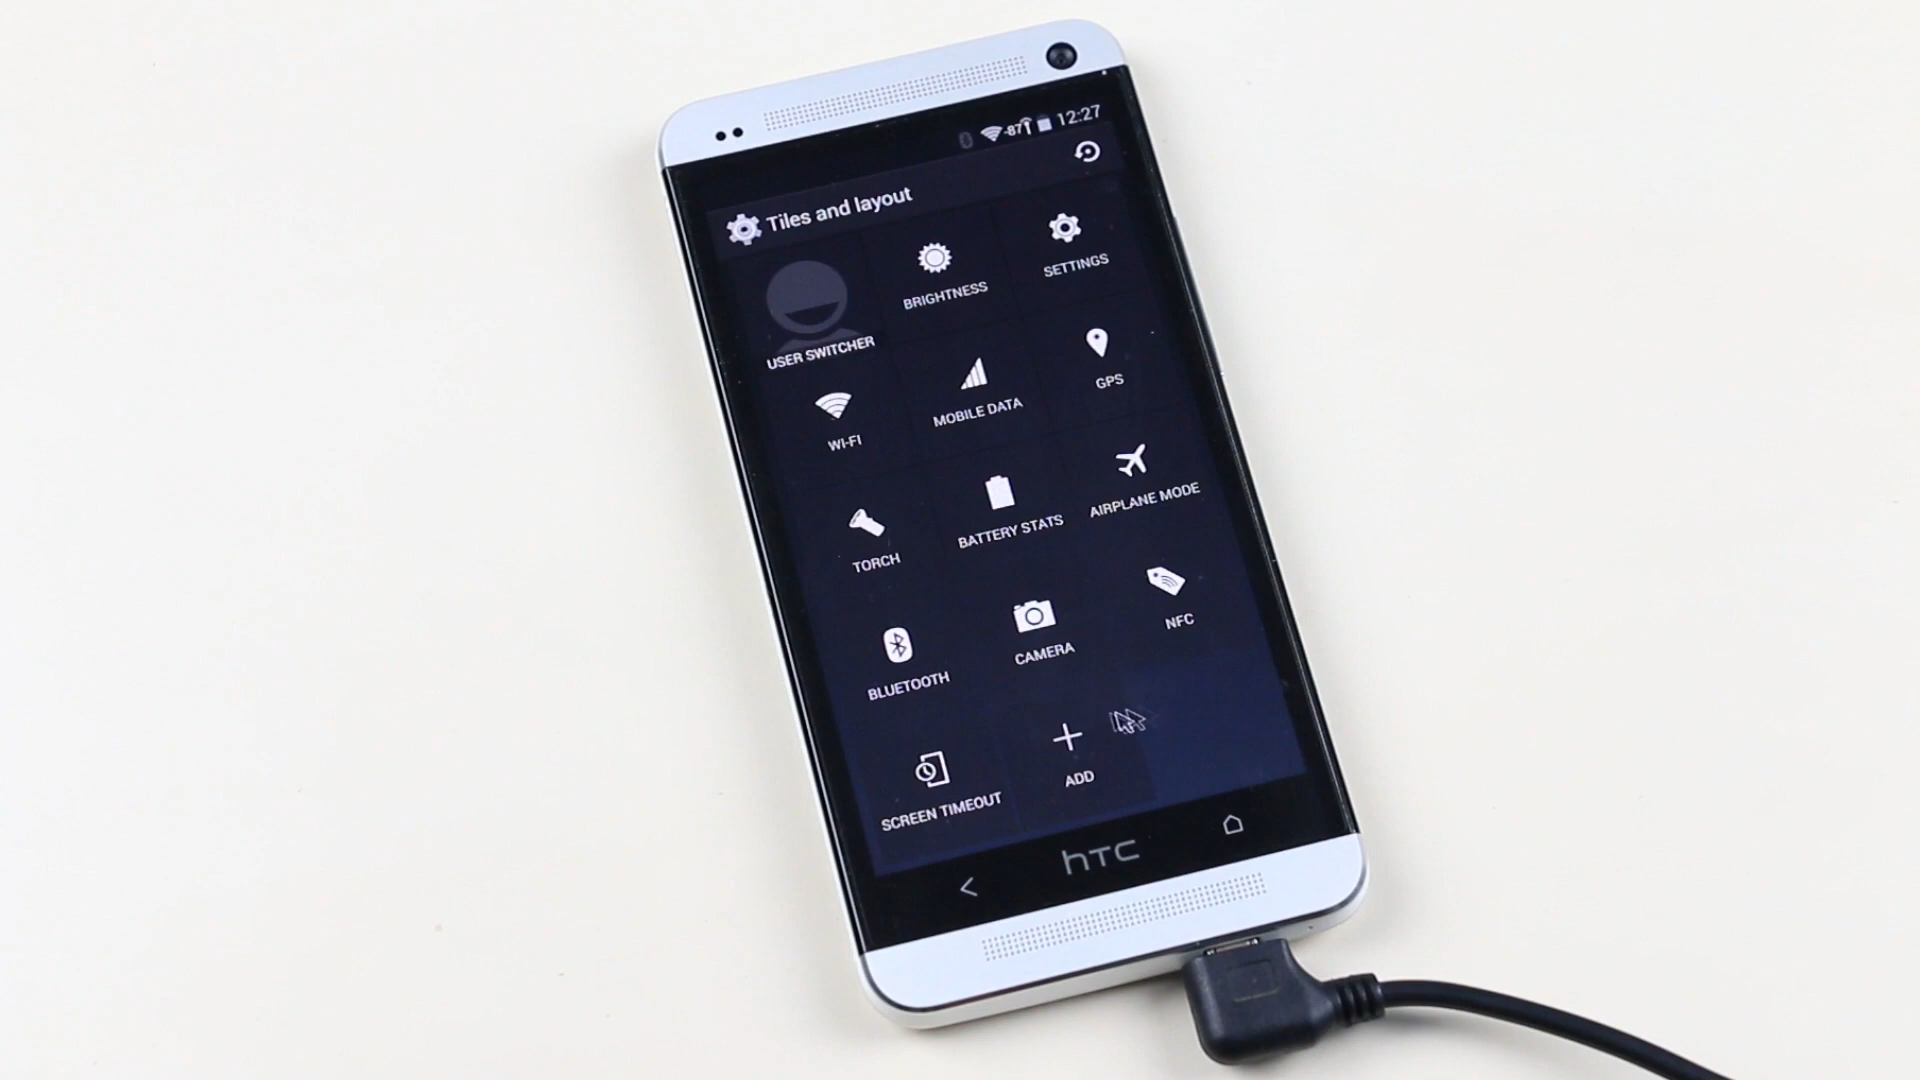 -87 12:27
Tiles and layout
USER SWITCHER
BRIGHTNESS
SETTINGS
WI-FI
MOBILE DATA
GPS
TORCH
BATTERY STATS
AIRPLANE MODE
BLUETOOTH
CAMERA
NFC
SCREEN TIMEOUT
ADD
hTC